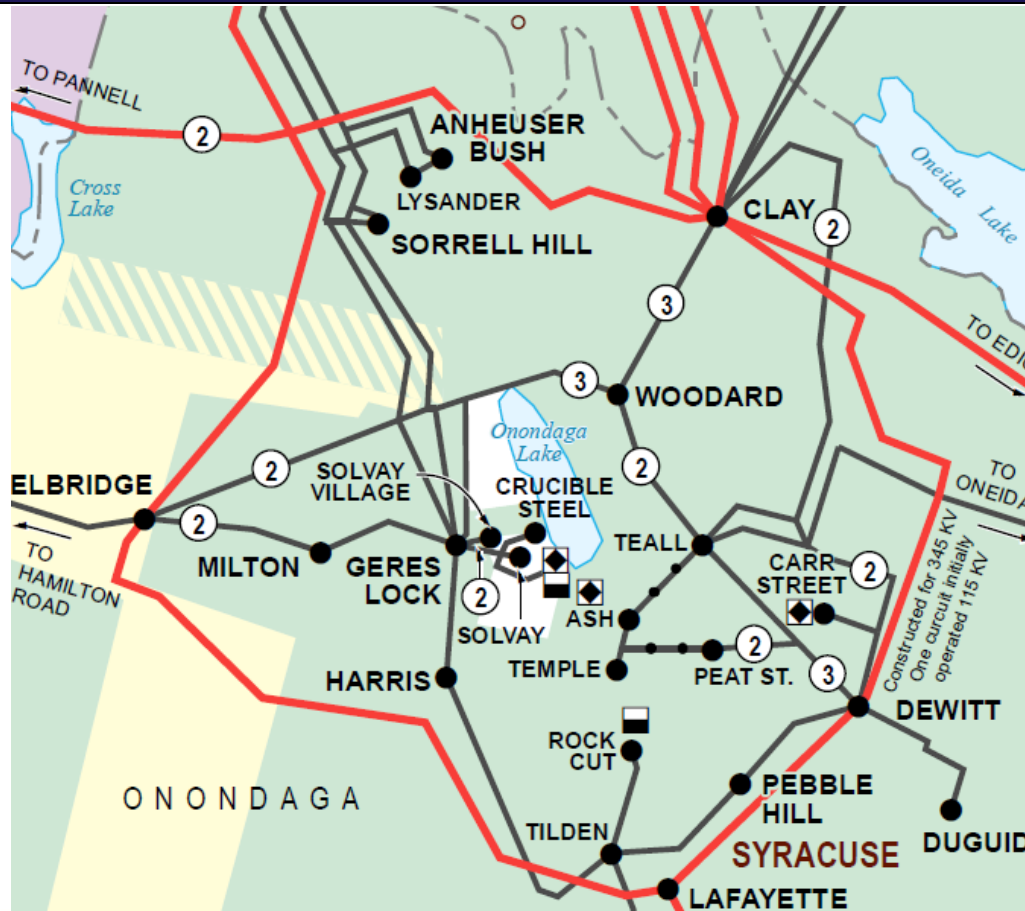 TO PANNELL
2
Cross
Lake
ANHEUSER
BUSH
LYSANDER
SORRELL HILL
CLAY
2
Oneida
Lake
3
TO EDIC
3
WOODARD
Onondaga
Lake
2
2
ELBRIDGE
SOLVAY
VILLAGE
CRUCIBLE
STEEL
TO
ONEIDA
2
TO
HAMILTON
ROAD
MILTON
GERES
LOCK
2
SOLVAY
TEALL
CARR
STREET
2
Constructed for 345 KV
One curcuit initially
operated 115 KV
ASH
TEMPLE
2
PEAT ST.
3
HARRIS
DEWITT
ROCK
CUT
ONONDAGA
PEBBLE
HILL
TILDEN
SYRACUSE
DUGUID
LAFAYETTE